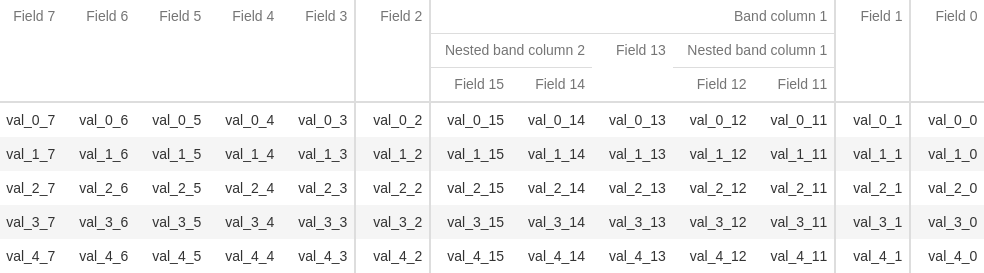 Field 7 Field 6 Field 5 Field 4 Field 3 Field 2 Band column 1 Field 1 Field 0
Nested band column 2 Field 13 Nested band column 1
Field 15 Field 14 Field 12 Field 11
val_0_7 val_0_6 val_0_5 val_0_4 val_0_3 val_0_2 val_0_15 val_0_14 val_0_13 val_0_12 val_0_11 val_0_1 val_0_0
val_1_7 val_1_6 val_1_5 val_1_4 val_1_3 val_1_2 val_1_15 val_1_14 val_1_13 val_1_12 val_1_11 val_1_1 val_1_0
val_2_7 val_2_6 val_2_5 val_2_4 val_2_3 val_2_2 val_2_15 val_2_14 val_2_13 val_2_12 val_2_11 val_2_1 val_2_0
val_3_7 val_3_6 val_3_5 val_3_4 val_3_3 val_3_2 val_3_15 val_3_14 val_3_13 val_3_12 val_3_11 val_3_1 val_3_0
val_4_7 val_4_6 val_4_5 val_4_4 val_4_3 val_4_2 val_4_15 val_4_14 val_4_13 val_4_12 val_4_11 val_4_1 val_4_0